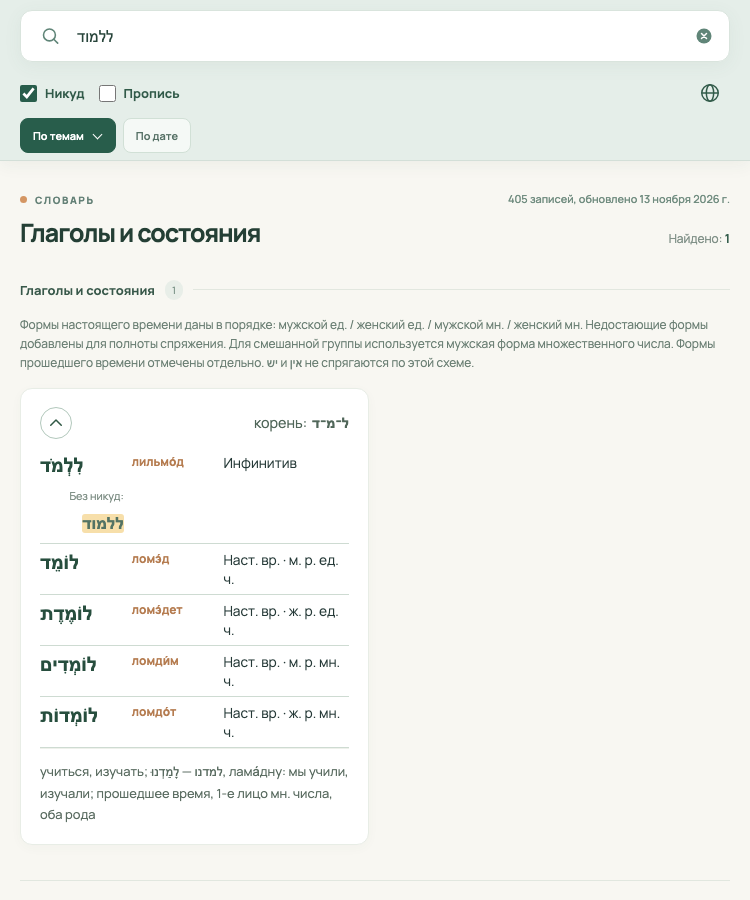 ללמוד
Никуд
Пропись
По темам
По дате
СЛОВАРЬ
405 записей, обновлено 13 ноября 2026 г.
Глаголы и состояния
Найдено: 1
Глаголы и состояния 1
Формы настоящего времени даны в порядке: мужской ед. / женский ед. / мужской мн. / женский мн. Недостающие формы
добавлены для полноты спряжения. Для смешанной группы используется мужская форма множественного числа. Формы
прошедшего времени отмечены отдельно. יש и אין не спрягаются по этой схеме.
корень: ל־מ־ד
לִלְמֹד лильмо́д Инфинитив
Без никуд:
ללמוד
לוֹמֵד ломэ́д Наст. вр. · м. р. ед.
ч.
לוֹמֶדֶת ломэ́дет Наст. вр. · ж. р. ед.
ч.
לוֹמְדִים ломди́м Наст. вр. · м. р. мн.
ч.
לוֹמְדוֹת ломдо́т Наст. вр. · ж. р. мн.
ч.
учиться, изучать; לָמַדְנוּ — למדנו, лама́дну: мы учили,
изучали; прошедшее время, 1-е лицо мн. числа,
оба рода